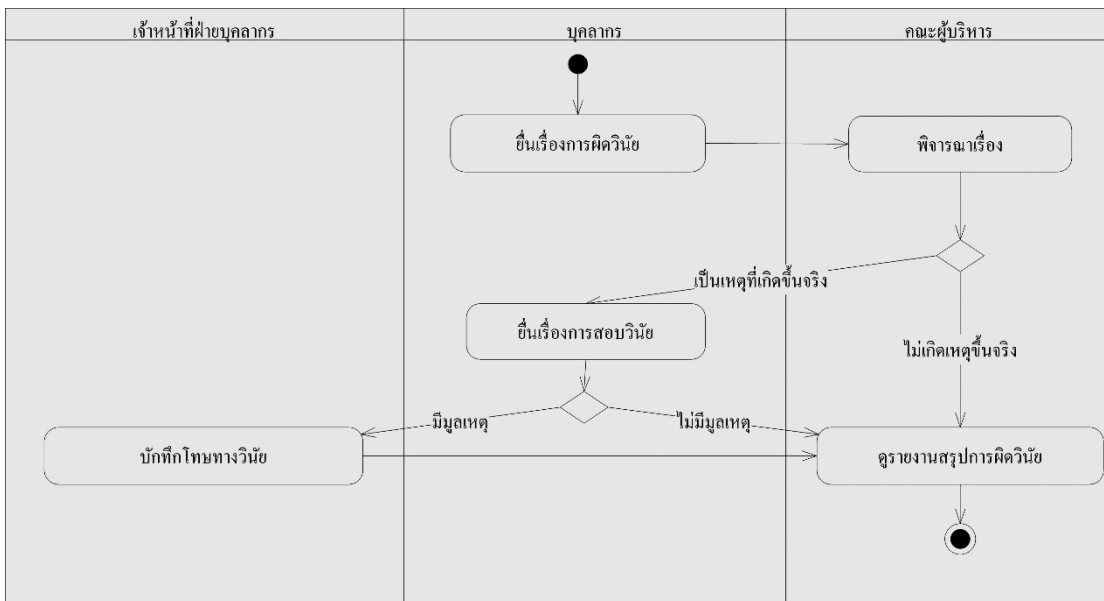 เจ้าหน้าที่ฝ่ายบุคลากร
บุคลากร
คณะผู้บริหาร
ยื่นเรื่องการผิดวินัย
พิจารณาเรื่อง
เป็นเหตุที่เกิดขึ้นจริง
ยื่นเรื่องการสอบวินัย
ไม่เกิดเหตุขึ้นจริง
มีมูลเหตุ
ไม่มีมูลเหตุ
บักทึกโทษทางวินัย
ดูรายงานสรุปการผิดวินัย